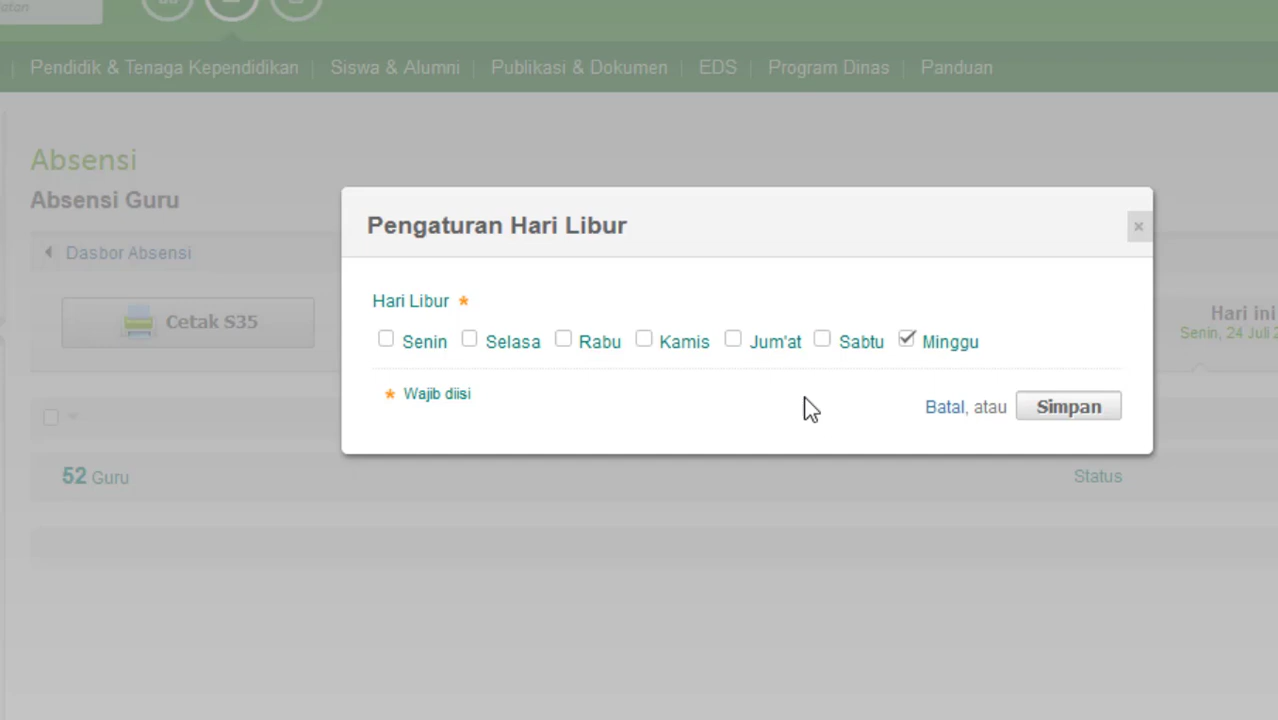 Pendidik & Tenaga Kependidikan | Siswa & Alumni | Publikasi & Dokumen | EDS | Program Dinas | Panduan
Absensi
Absensi Guru
Pengaturan Hari Libur
×
Dasbor Absensi
Hari Libur *
Cetak S35
Hari ini
Senin, 24 Juli
Senin Selasa Rabu Kamis Jum'at Sabtu Minggu
* Wajib diisi
Batal, atau Simpan
52 Guru
Status